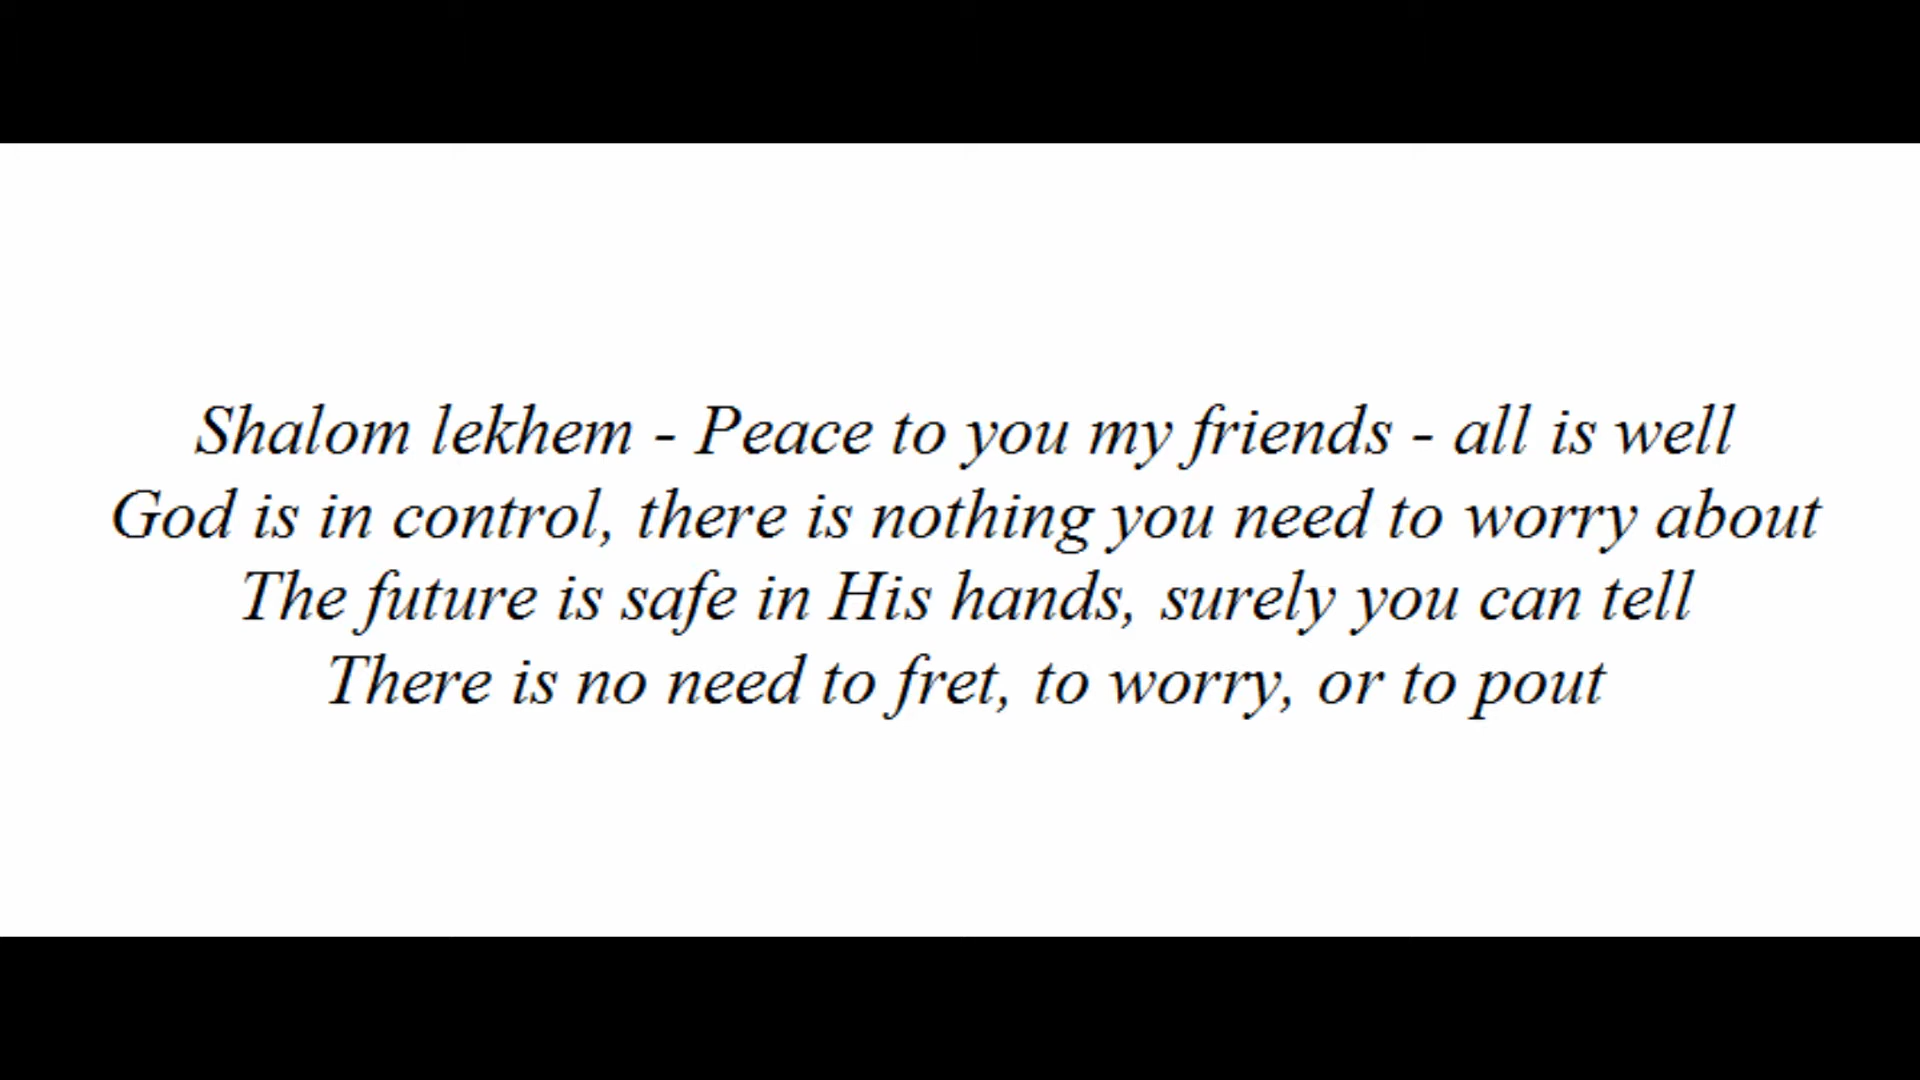 Shalom lekhem - Peace to you my friends - all is well
God is in control, there is nothing you need to worry about
The future is safe in His hands, surely you can tell
There is no need to fret, to worry, or to pout